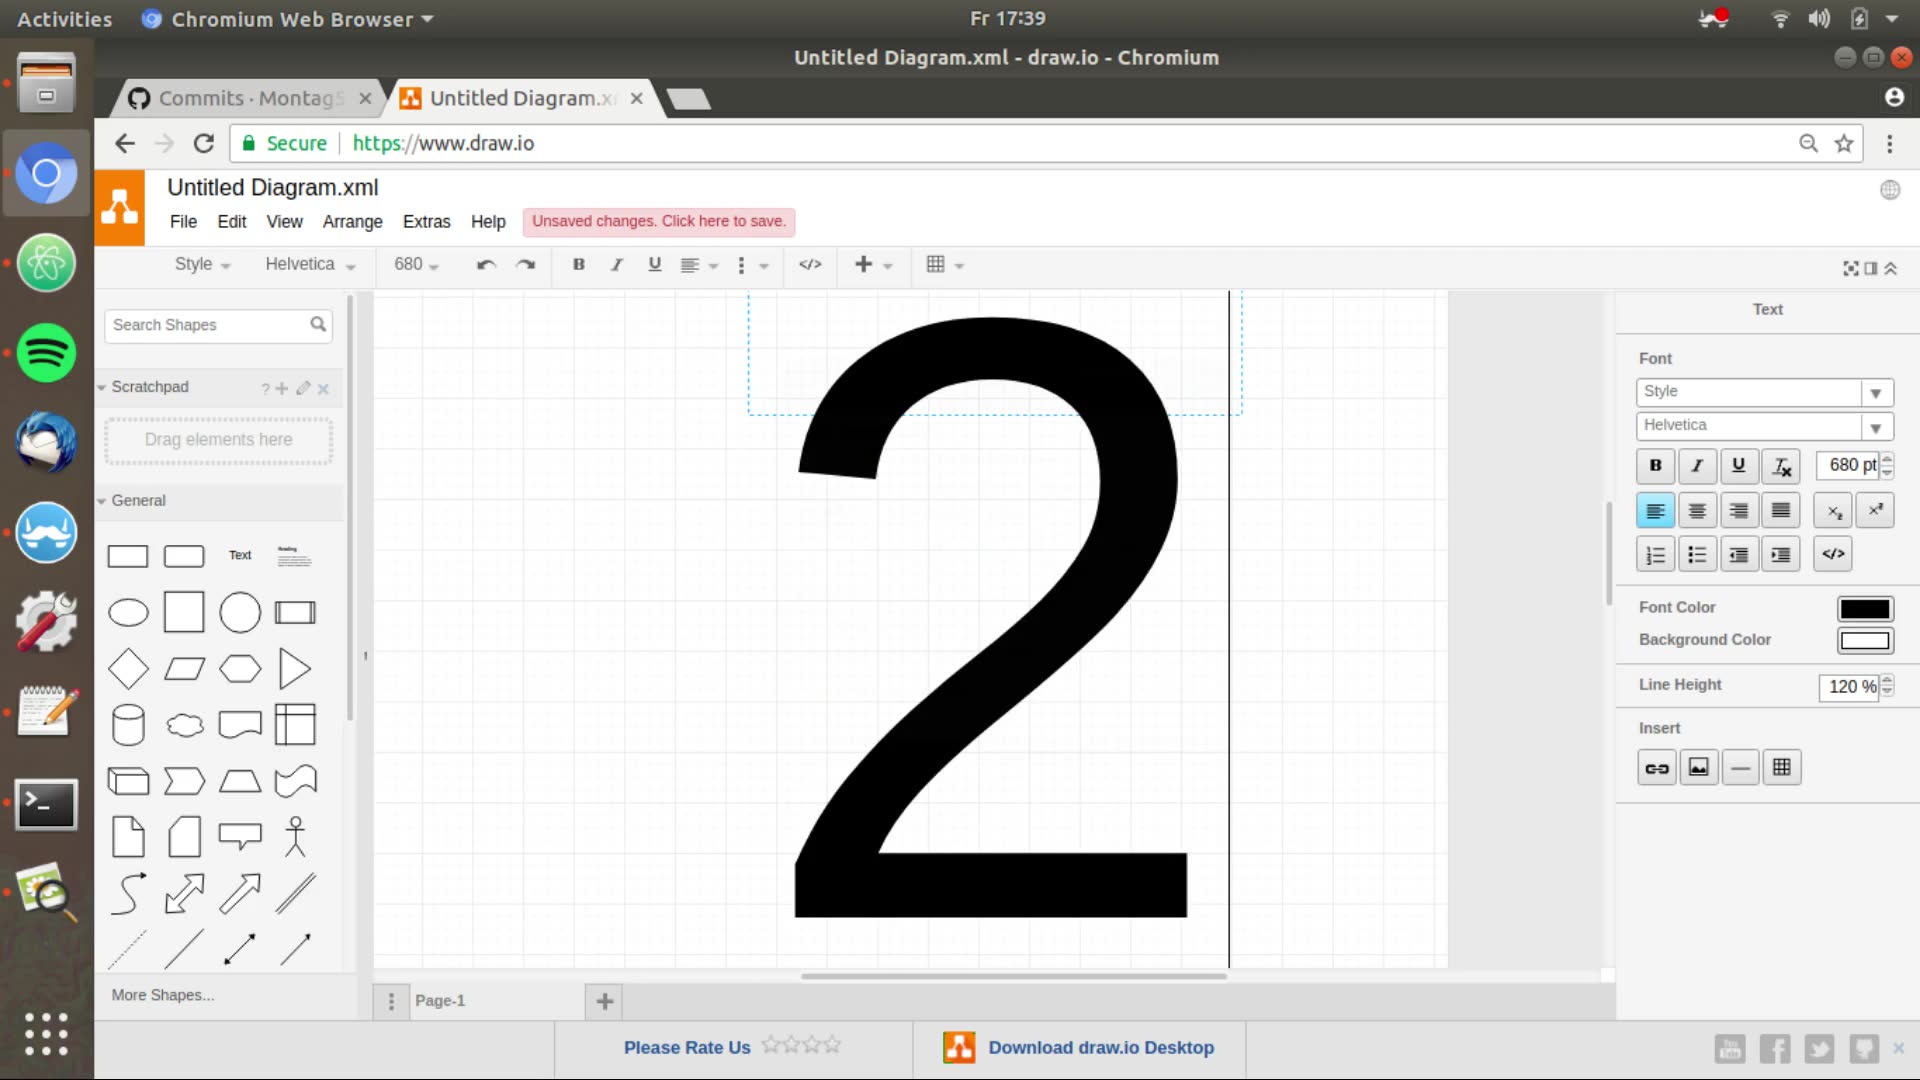 Activities
Chromium Web Browser
Fr 17:39
Untitled Diagram.xml - draw.io - Chromium
Commits · Montag5
Untitled Diagram.x
Secure
https://www.draw.io
Untitled Diagram.xml
File Edit View Arrange Extras Help
Unsaved changes. Click here to save.
Style
Helvetica
680
B I U
</>
Search Shapes
Scratchpad
?
Drag elements here
General
Text
Heading
More Shapes...
2
Page-1
Text
Font
Style
Helvetica
B I U
680 pt
</>
Font Color
Background Color
Line Height
120 %
Insert
Please Rate Us
Download draw.io Desktop
You Tube